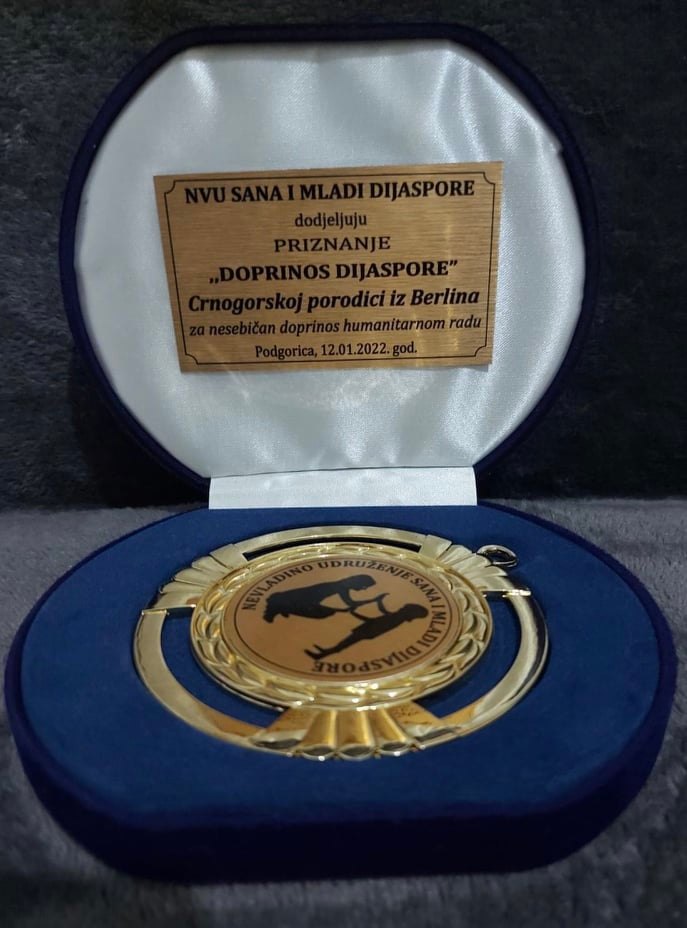 NVU SANA I MLADI DIJASPORE
dodjeljuju
PRIZNANJE
„DOPRINOS DIJASPORE”
Crnogorskoj porodici iz Berlina
za nesebičan doprinos humanitarnom radu
Podgorica, 12.01.2022. god.
NEVLADINO UDRUŽENJE SANA I MLADI DIJASPORE